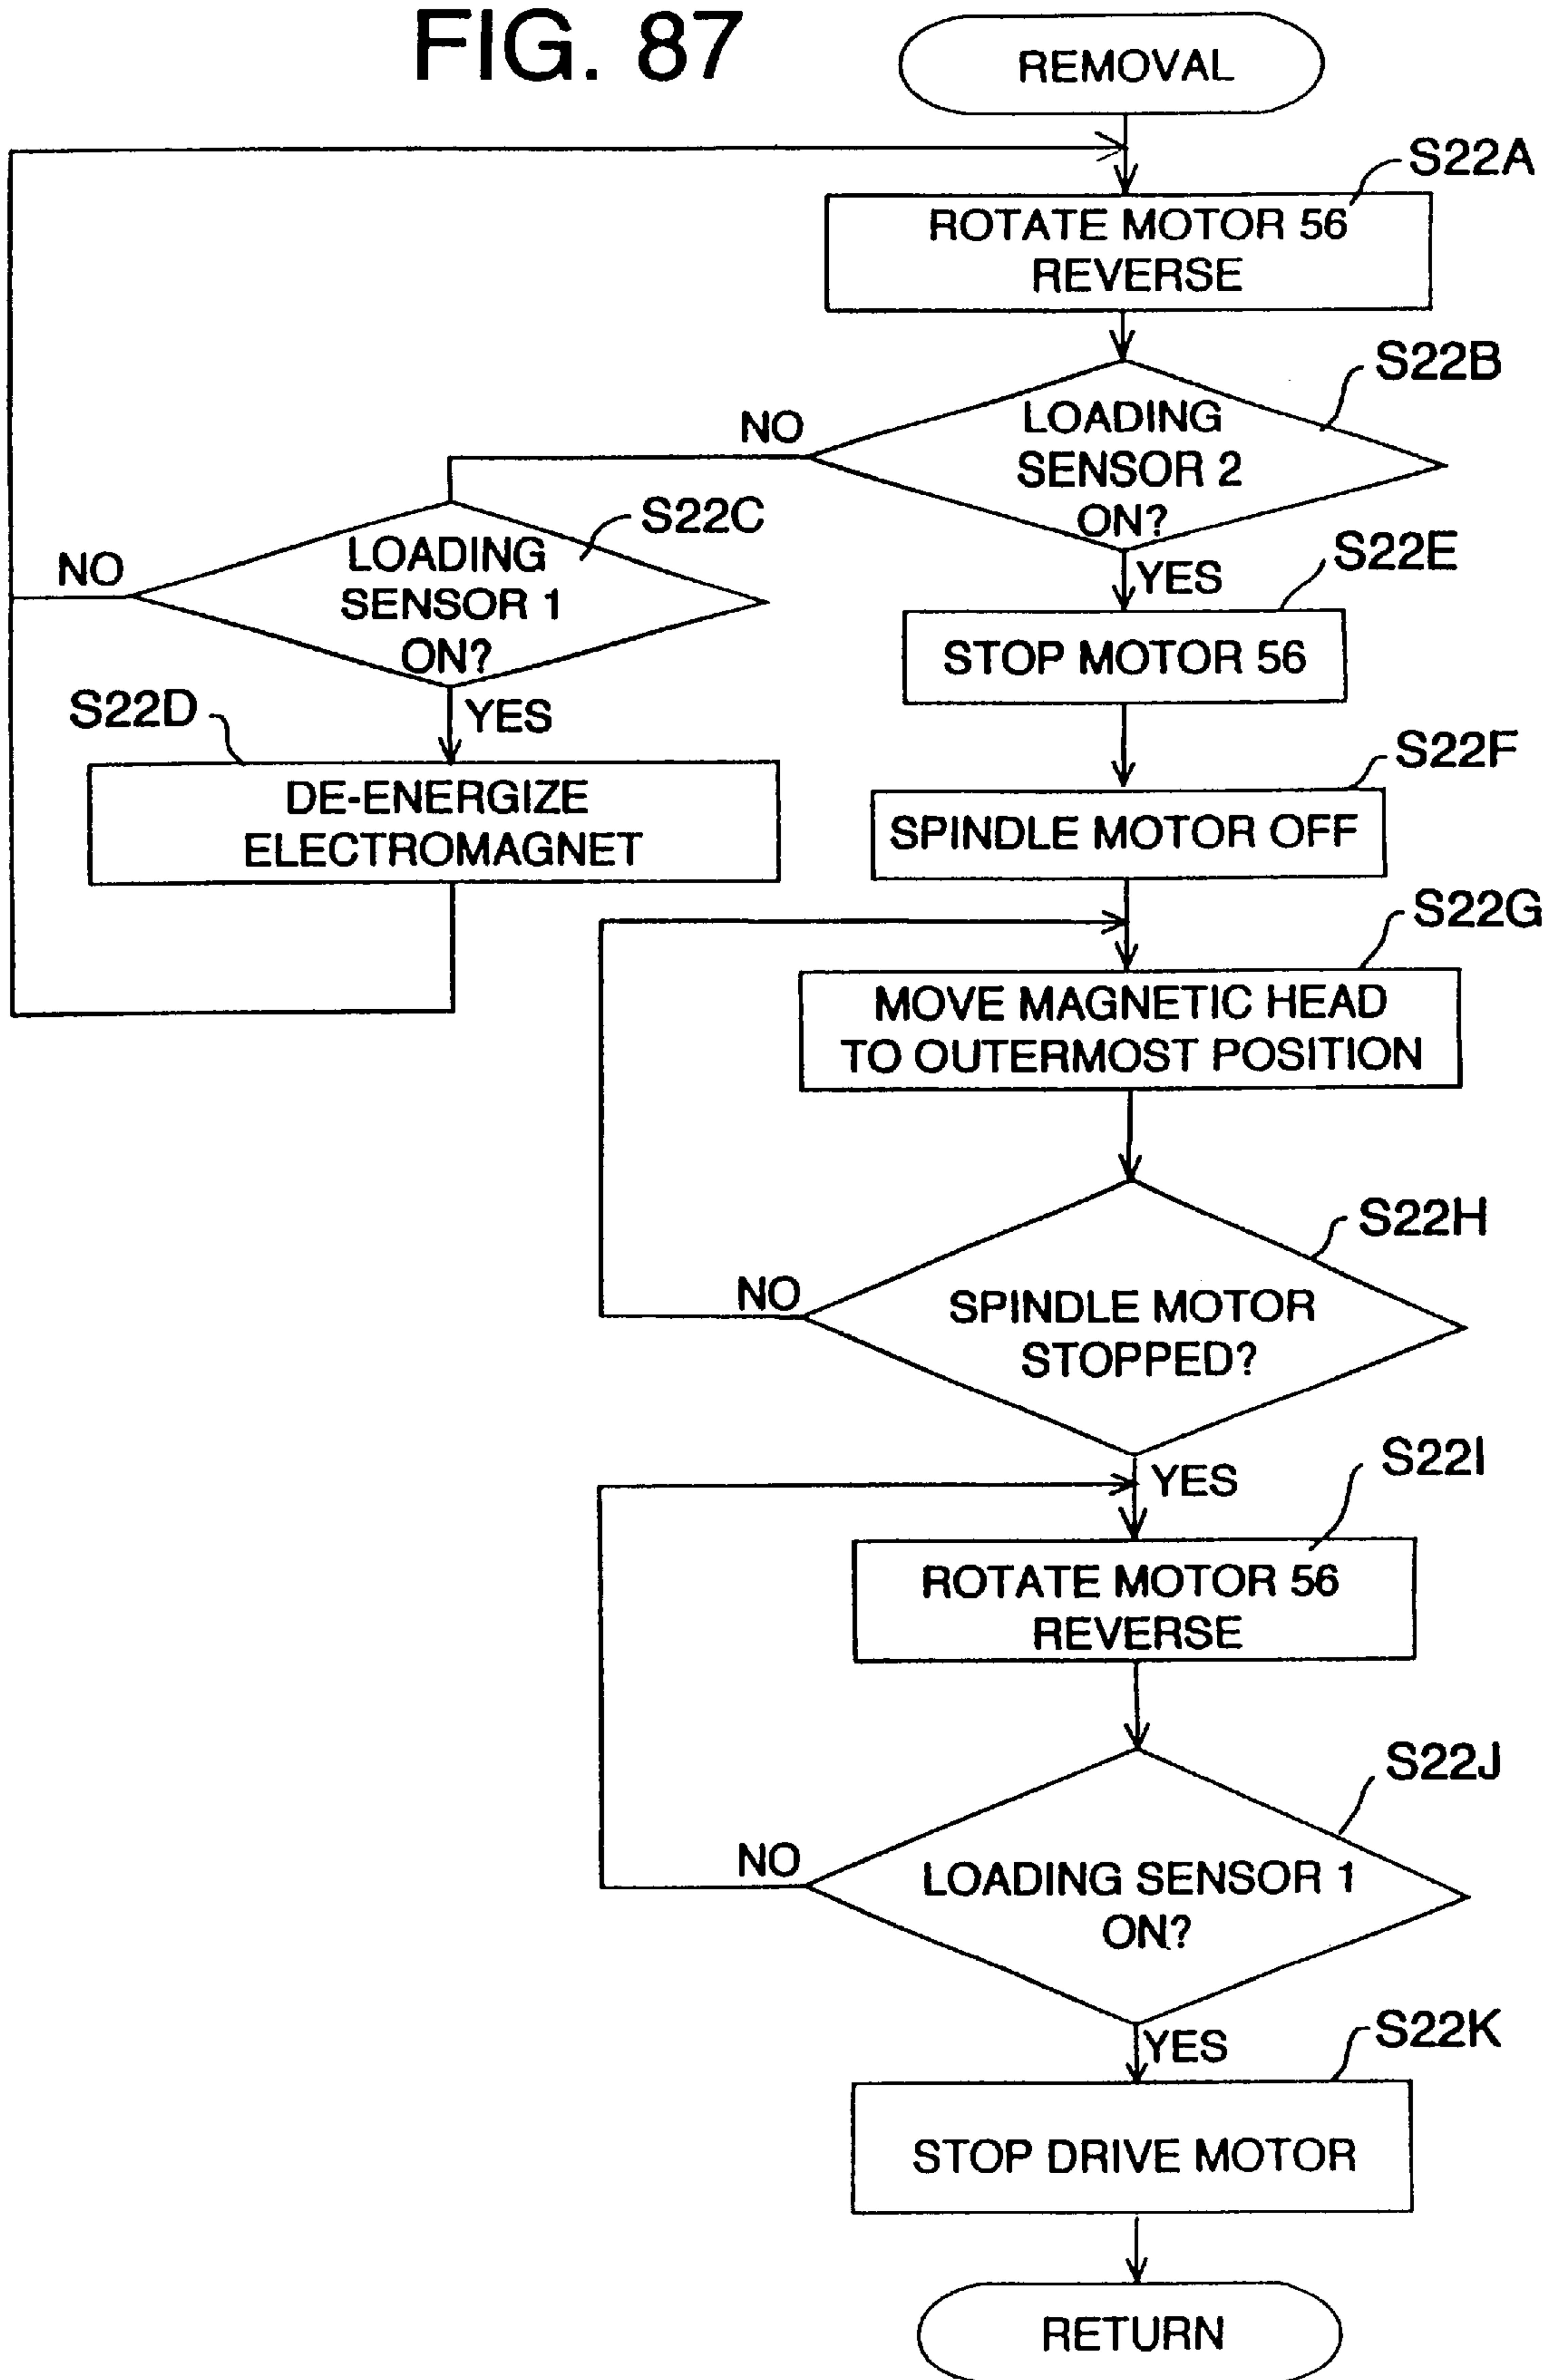 FIG. 87
REMOVAL
S22A
ROTATE MOTOR 56
REVERSE
S22B
LOADING
SENSOR 2
ON?
NO
YES
S22C
LOADING
SENSOR 1
ON?
NO
YES
S22D
DE-ENERGIZE
ELECTROMAGNET
S22E
STOP MOTOR 56
S22F
SPINDLE MOTOR OFF
S22G
MOVE MAGNETIC HEAD
TO OUTERMOST POSITION
S22H
SPINDLE MOTOR
STOPPED?
NO
YES
S22I
ROTATE MOTOR 56
REVERSE
S22J
LOADING SENSOR 1
ON?
NO
YES
S22K
STOP DRIVE MOTOR
RETURN